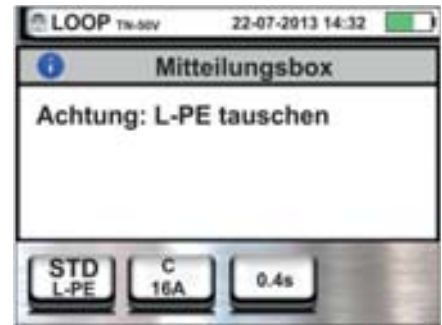 LOOP TN-50V 22-07-2013 14:32
Mitteilungsbox
Achtung: L-PE tauschen
STD C 0.4s
L-PE 16A